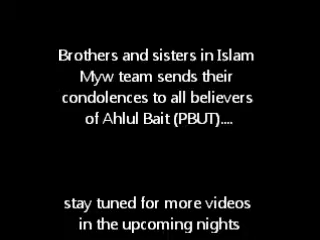 Brothers and sisters in Islam
Myw team sends their
condolences to all believers
of Ahlul Bait (PBUT)....
stay tuned for more videos
in the upcoming nights